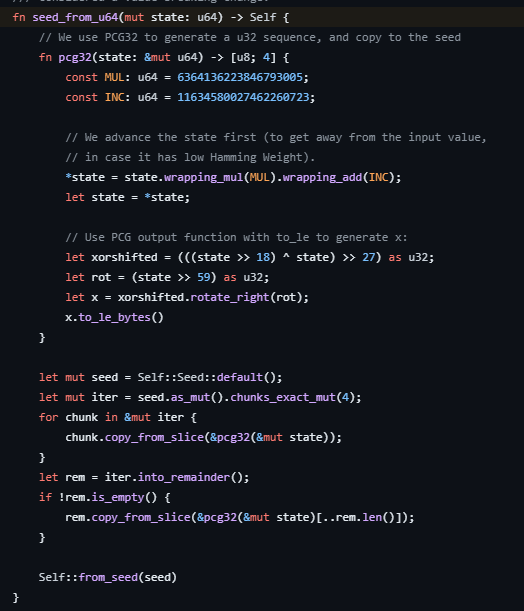 fn seed_from_u64(mut state: u64) -> Self {
    // We use PCG32 to generate a u32 sequence, and copy to the seed
    fn pcg32(state: &mut u64) -> [u8; 4] {
        const MUL: u64 = 6364136223846793005;
        const INC: u64 = 11634580027462260723;

        // We advance the state first (to get away from the input value,
        // in case it has low Hamming Weight).
        *state = state.wrapping_mul(MUL).wrapping_add(INC);
        let state = *state;

        // Use PCG output function with to_le to generate x:
        let xorshifted = (((state >> 18) ^ state) >> 27) as u32;
        let rot = (state >> 59) as u32;
        let x = xorshifted.rotate_right(rot);
        x.to_le_bytes()
    }

    let mut seed = Self::Seed::default();
    let mut iter = seed.as_mut().chunks_exact_mut(4);
    for chunk in &mut iter {
        chunk.copy_from_slice(&pcg32(&mut state));
    }
    let rem = iter.into_remainder();
    if !rem.is_empty() {
        rem.copy_from_slice(&pcg32(&mut state)[..rem.len()]);
    }

    Self::from_seed(seed)
}